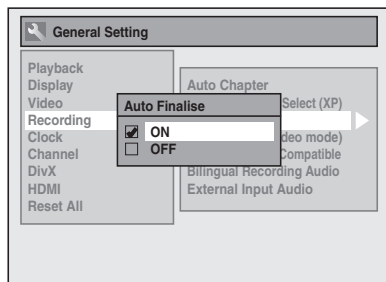 General Setting
Playback
Display
Video
Recording
Clock
Channel
DivX
HDMI
Reset All
Auto Chapter
Select (XP)
deo mode)
Compatible
Bilingual Recording Audio
External Input Audio
Auto Finalise
ON
OFF